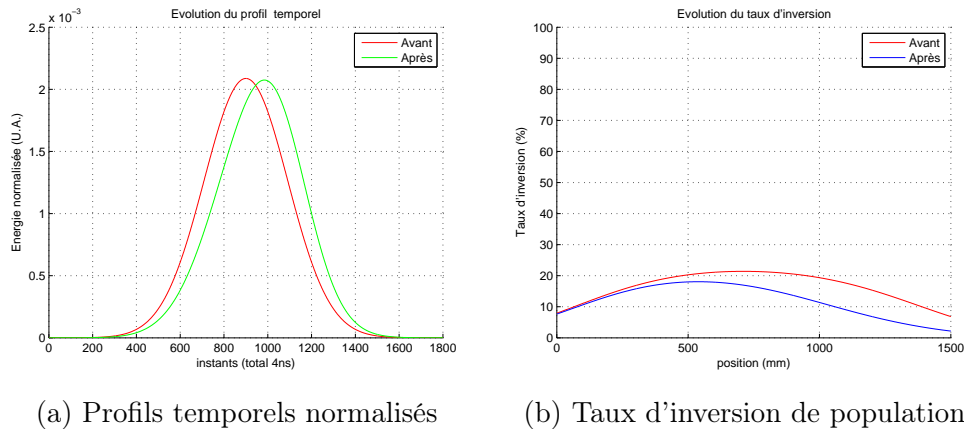 Evolution du profil temporel
x 10⁻³
Avant
Après
2.5
2
1.5
1
0.5
0
Energie normalisée (U.A.)
0 200 400 600 800 1000 1200 1400 1600 1800
instants (total 4ns)
(a) Profils temporels normalisés
Evolution du taux d'inversion
Avant
Après
100
90
80
70
60
50
40
30
20
10
0
Taux d'inversion (%)
0 500 1000 1500
position (mm)
(b) Taux d'inversion de population